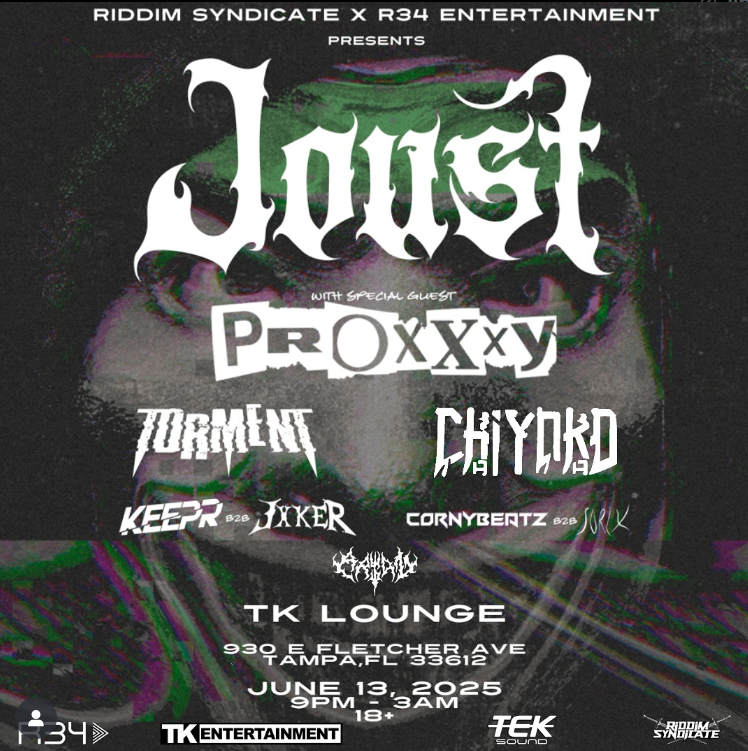 RIDDIM SYNDICATE X R34 ENTERTAINMENT
PRESENTS
Joust
WITH SPECIAL GUEST
PROxXxy
TORMENT
CHIYOKO
KEEPR B2B JXKER
CORNYBEATZ B2B
TK LOUNGE
930 E FLETCHER AVE
TAMPA,FL 33612
JUNE 13, 2025
9PM - 3AM
18+
R34
TK ENTERTAINMENT
TEK
SOUND
RIDDIM
SYNDICATE